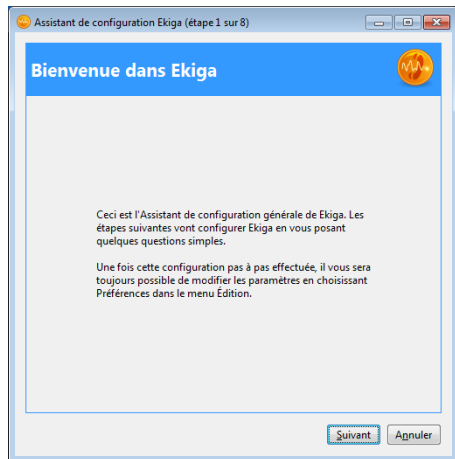 Assistant de configuration Ekiga (étape 1 sur 8)
Bienvenue dans Ekiga
Ceci est l'Assistant de configuration générale de Ekiga. Les
étapes suivantes vont configurer Ekiga en vous posant
quelques questions simples.
Une fois cette configuration pas à pas effectuée, il vous sera
toujours possible de modifier les paramètres en choisissant
Préférences dans le menu Édition.
Suivant Annuler